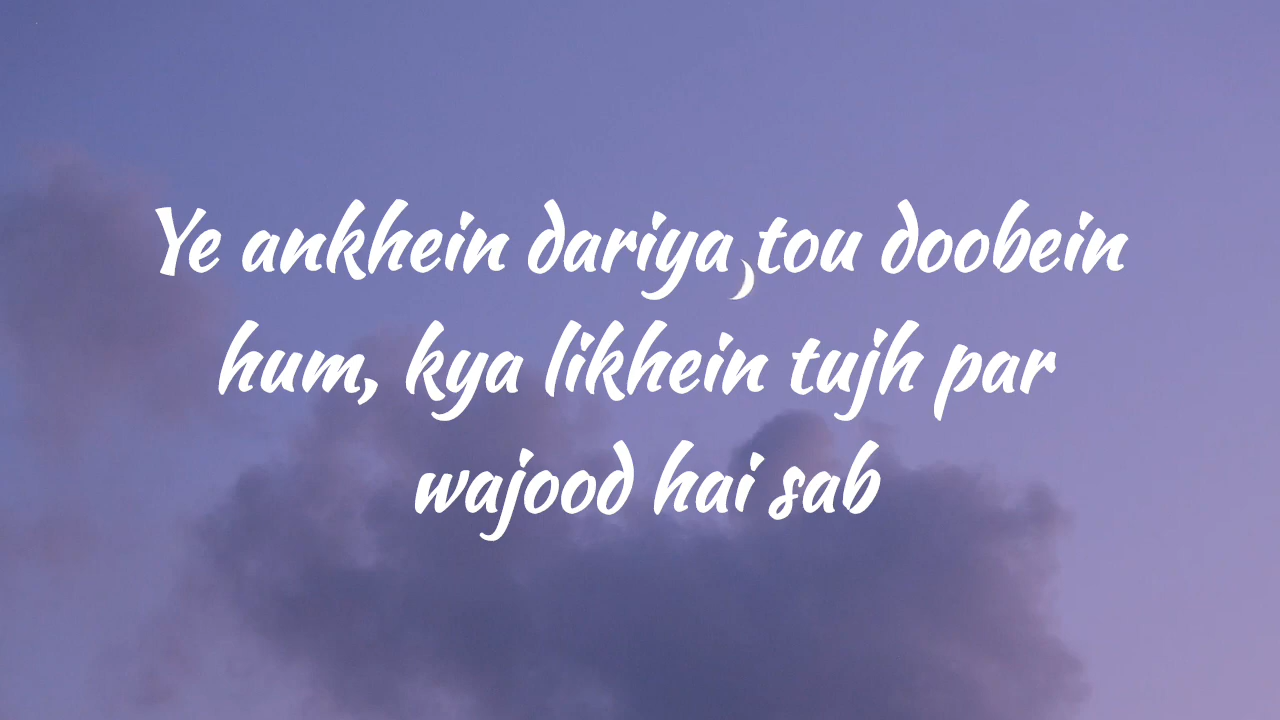 Ye ankhein dariya tou doobein
hum, kya likhein tujh par
wajood hai sab